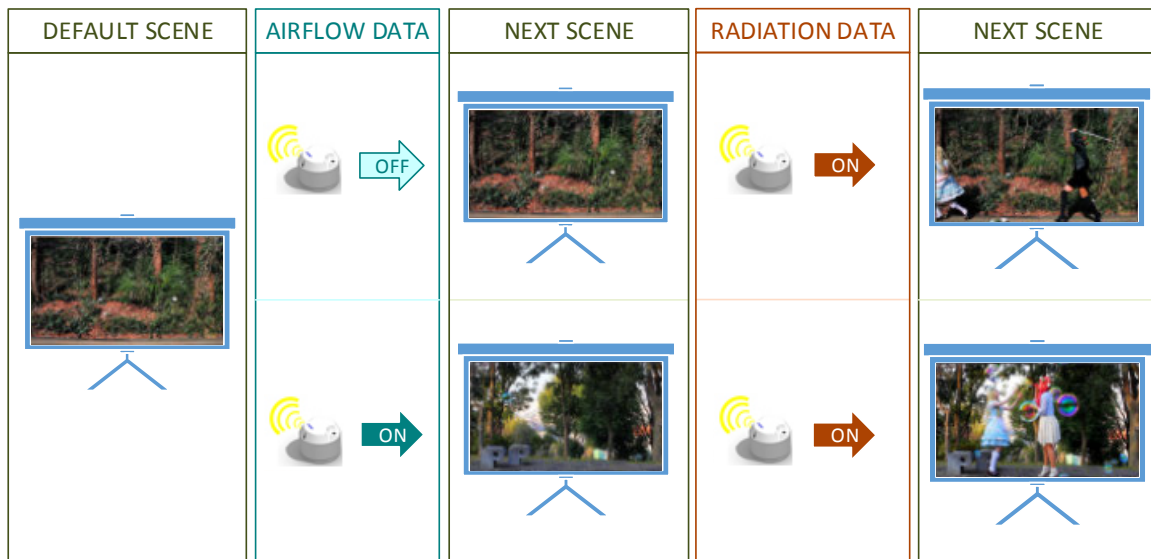 DEFAULT SCENE
AIRFLOW DATA
NEXT SCENE
RADIATION DATA
NEXT SCENE
OFF
ON
ON
ON